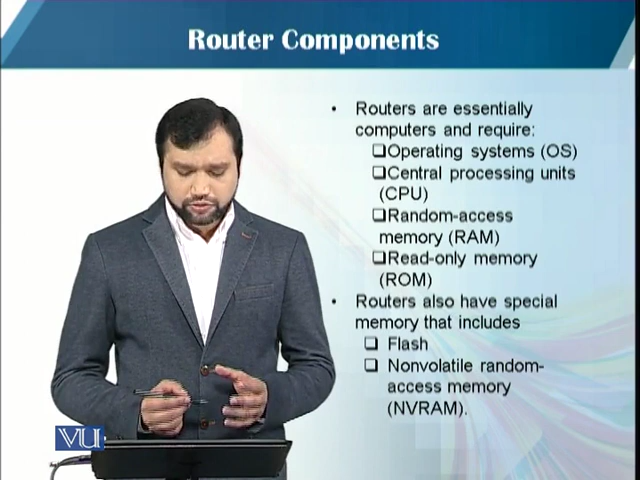 Router Components
• Routers are essentially
computers and require:
❑Operating systems (OS)
❑Central processing units
(CPU)
❑Random-access
memory (RAM)
❑Read-only memory
(ROM)
• Routers also have special
memory that includes
❑ Flash
❑ Nonvolatile random-
access memory
(NVRAM).
VU